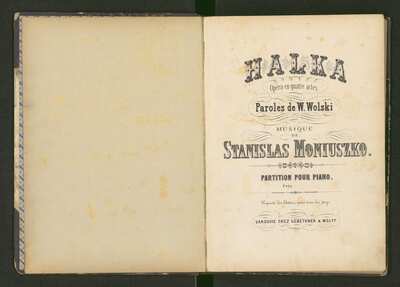 HALKA
Opéra en quatre actes
Paroles de W. Wolski
MUSIQUE
DE
STANISLAS MONIUSZKO.
PARTITION POUR PIANO.
Prix
VARSOVIE CHEZ GEBETHNER & WOLFF